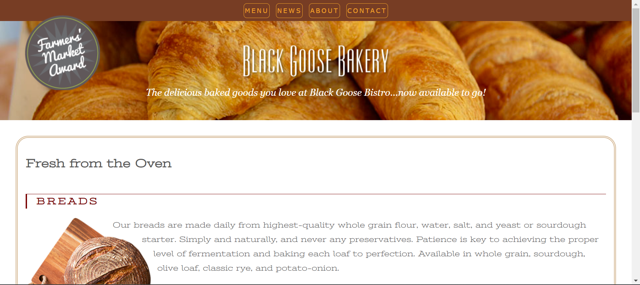 MENU NEWS ABOUT CONTACT
Farmers'
Market
Award
Black Goose Bakery
The delicious baked goods you love at Black Goose Bistro...now available to go!
Fresh from the Oven
BREADS
Our breads are made daily from highest-quality whole grain flour, water, salt, and yeast or sourdough
starter. Simply and naturally, and never any preservatives. Patience is key to achieving the proper
level of fermentation and baking each loaf to perfection. Available in whole grain, sourdough,
olive loaf, classic rye, and potato-onion.